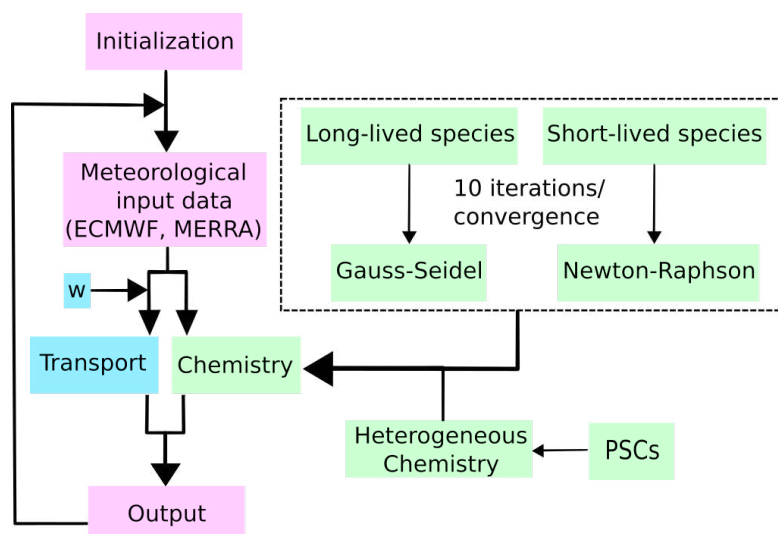 Initialization
Long-lived species
Short-lived species
Meteorological
input data
(ECMWF, MERRA)
10 iterations/
convergence
Gauss-Seidel
Newton-Raphson
w
Transport
Chemistry
Heterogeneous
Chemistry
PSCs
Output